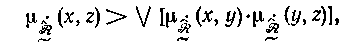 μ_ℛ̂ (x, z) > ⋁ [μ_ℛ̂ (x, y)·μ_ℛ̂ (y, z)],